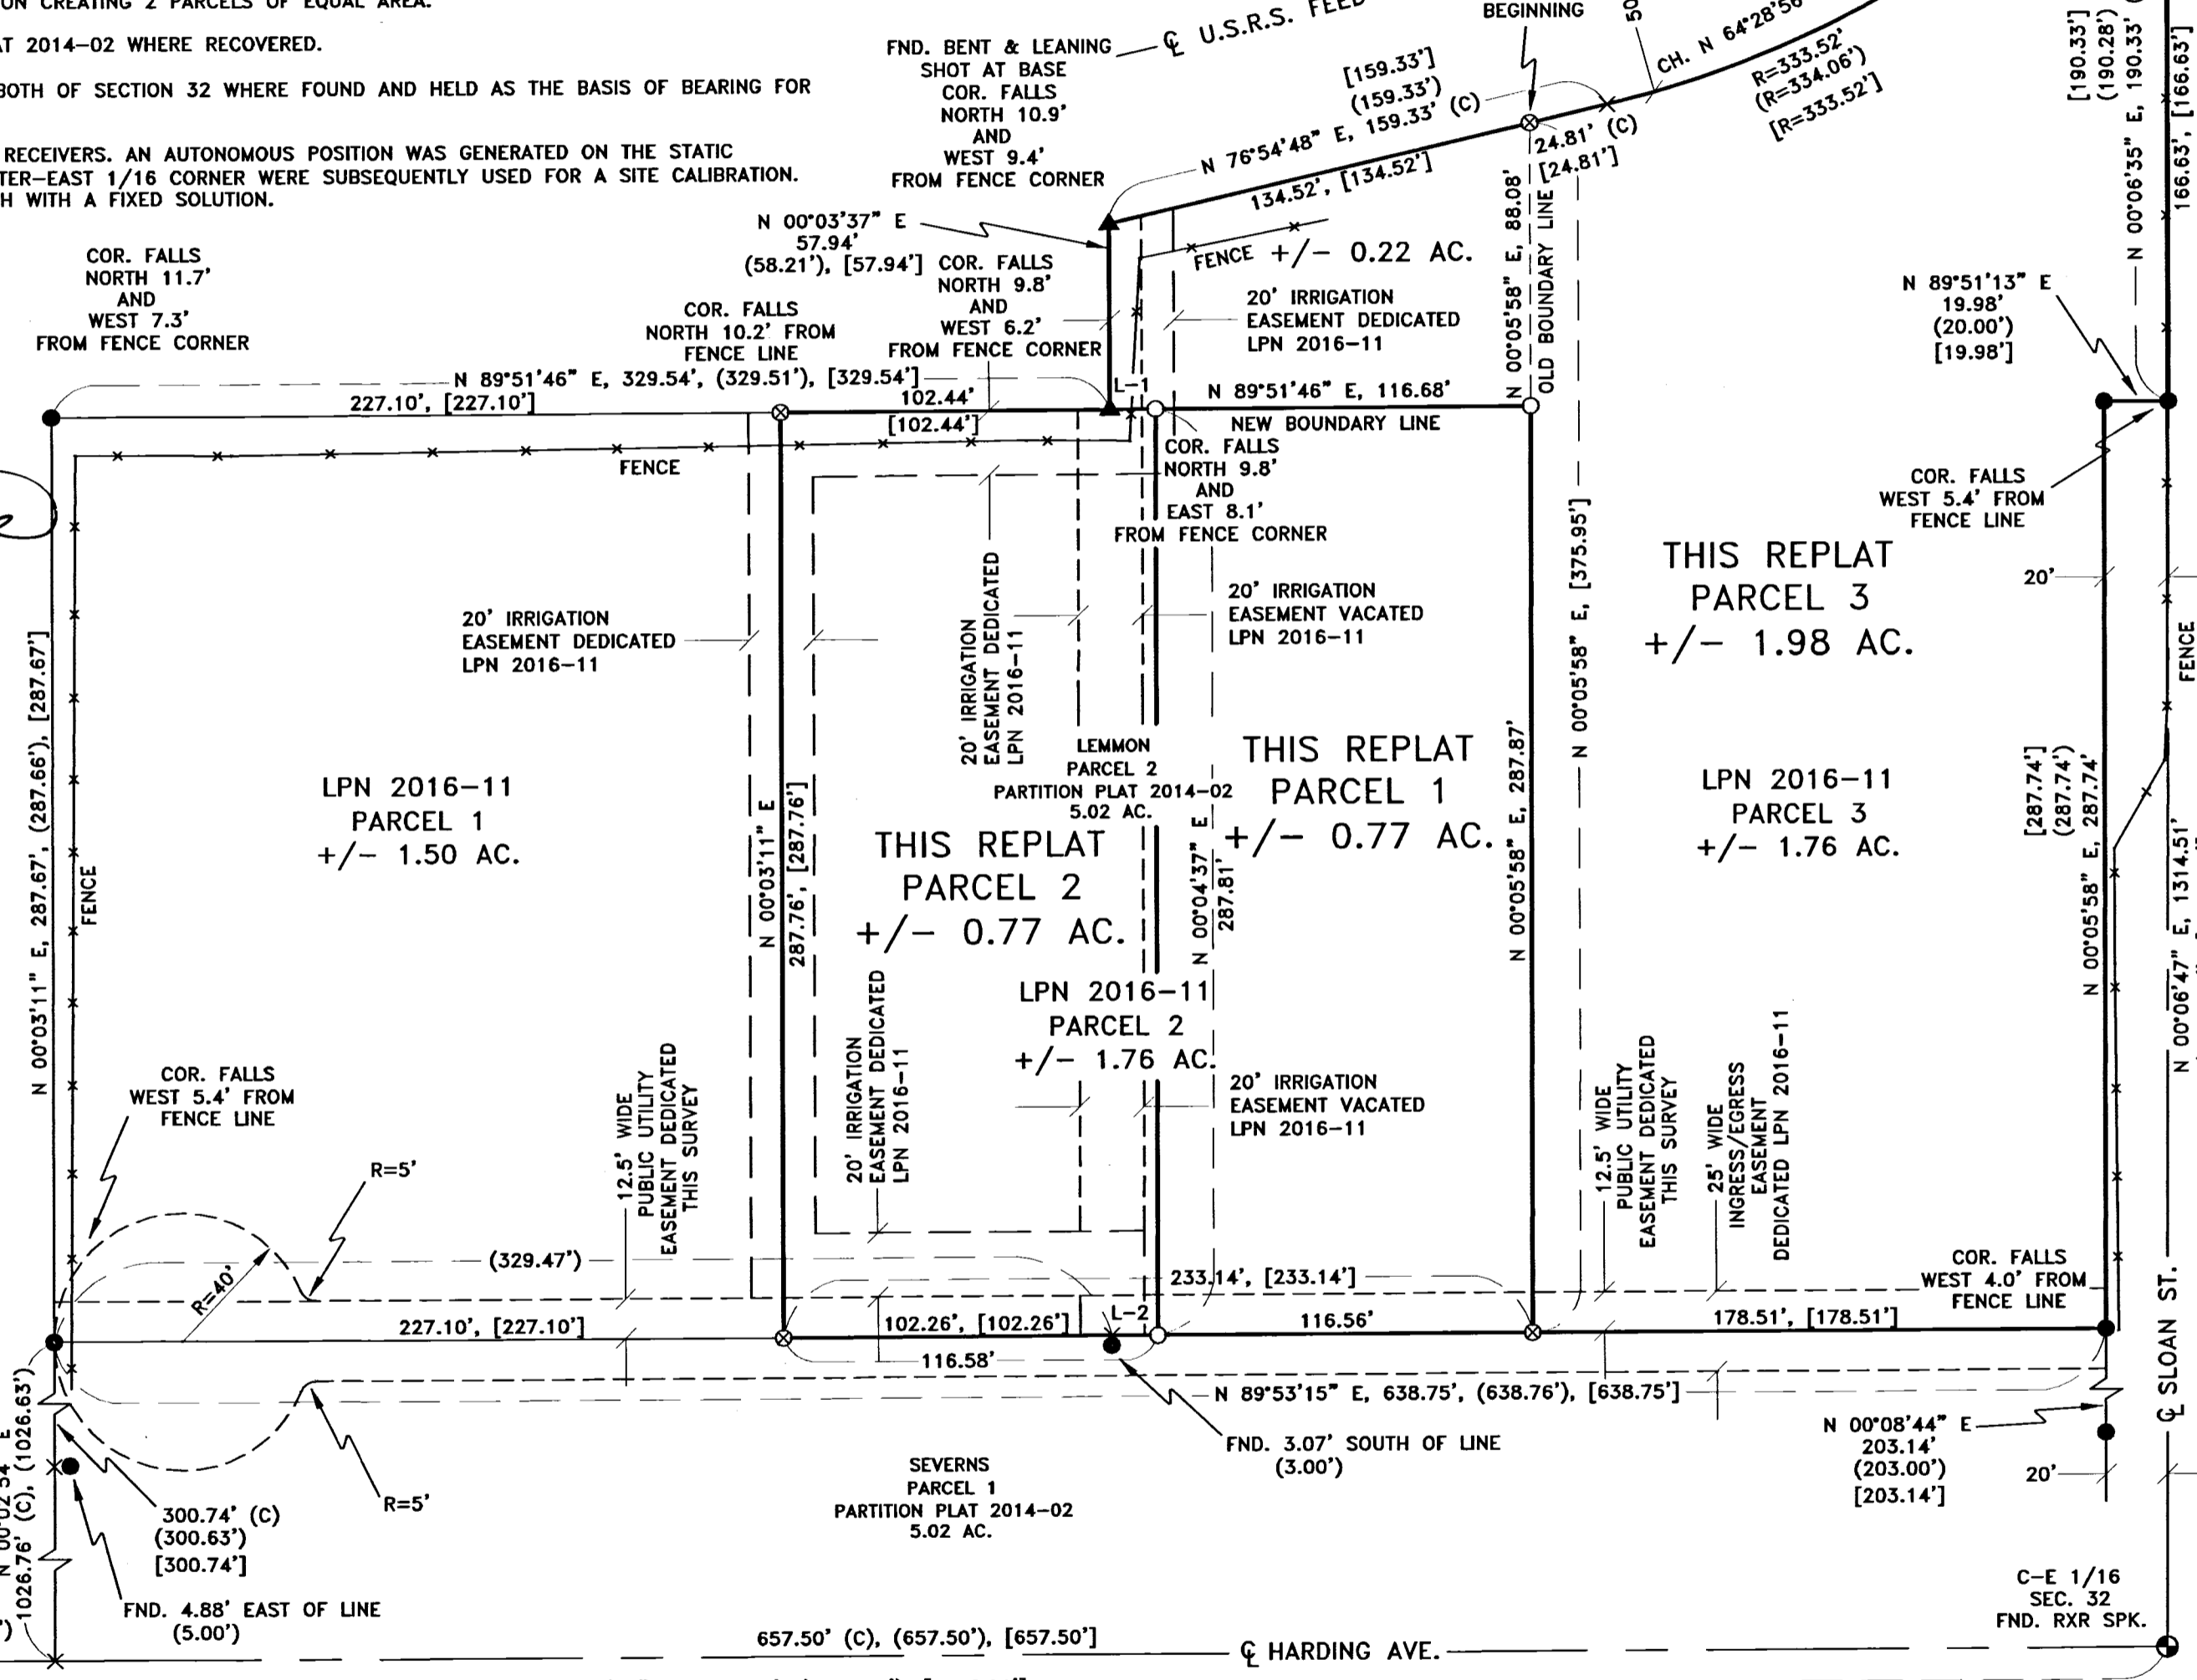 ON CREATING 2 PARCELS OF EQUAL AREA.
AT 2014-02 WHERE RECOVERED.
BOTH OF SECTION 32 WHERE FOUND AND HELD AS THE BASIS OF BEARING FOR
RECEIVERS. AN AUTONOMOUS POSITION WAS GENERATED ON THE STATIC
TER-EAST 1/16 CORNER WERE SUBSEQUENTLY USED FOR A SITE CALIBRATION.
H WITH A FIXED SOLUTION.
FND. BENT & LEANING
SHOT AT BASE
COR. FALLS
NORTH 10.9'
AND
WEST 9.4'
FROM FENCE CORNER
℄ U.S.R.S. FEED
BEGINNING
50
CH. N 64°28'56"
R=333.52'
(R=334.06')
[R=333.52']
[190.33']
(190.28')
N 00°06'35" E, 190.33'
166.63', [166.63']
[159.33']
(159.33')
N 76°54'48" E, 159.33' (C)
134.52', [134.52']
24.81' (C)
[24.81']
N 00°05'58" E, 88.08'
OLD BOUNDARY LINE
N 00°03'37" E
57.94'
(58.21'), [57.94']
COR. FALLS
NORTH 9.8'
AND
WEST 6.2'
FROM FENCE CORNER
FENCE
+/- 0.22 AC.
20' IRRIGATION
EASEMENT DEDICATED
LPN 2016-11
COR. FALLS
NORTH 11.7'
AND
WEST 7.3'
FROM FENCE CORNER
COR. FALLS
NORTH 10.2' FROM
FENCE LINE
N 89°51'13" E
19.98'
(20.00')
[19.98']
N 89°51'46" E, 329.54', (329.51'), [329.54']
227.10', [227.10']
102.44'
[102.44']
L-1
N 89°51'46" E, 116.68'
NEW BOUNDARY LINE
FENCE
COR. FALLS
NORTH 9.8'
AND
EAST 8.1'
FROM FENCE CORNER
COR. FALLS
WEST 5.4' FROM
FENCE LINE
THIS REPLAT
PARCEL 3
+/- 1.98 AC.
20'
N 00°05'58" E, [375.95']
20' IRRIGATION
EASEMENT DEDICATED
LPN 2016-11
20' IRRIGATION
EASEMENT DEDICATED
LPN 2016-11
20' IRRIGATION
EASEMENT VACATED
LPN 2016-11
FENCE
N 00°03'11" E, 287.67', (287.66'), [287.67']
FENCE
LPN 2016-11
PARCEL 1
+/- 1.50 AC.
N 00°03'11" E
287.76', [287.76']
LEMMON
PARCEL 2
PARTITION PLAT 2014-02
5.02 AC.
THIS REPLAT
PARCEL 1
+/- 0.77 AC.
THIS REPLAT
PARCEL 2
+/- 0.77 AC.
N 00°04'37" E
287.81'
N 00°05'58" E, 287.87'
LPN 2016-11
PARCEL 3
+/- 1.76 AC.
[287.74']
(287.74')
N 00°05'58" E, 287.74'
N 00°06'47" E, 1314.51'
LPN 2016-11
PARCEL 2
+/- 1.76 AC.
COR. FALLS
WEST 5.4' FROM
FENCE LINE
R=5'
12.5' WIDE
PUBLIC UTILITY
EASEMENT DEDICATED
THIS SURVEY
20' IRRIGATION
EASEMENT DEDICATED
LPN 2016-11
20' IRRIGATION
EASEMENT VACATED
LPN 2016-11
12.5' WIDE
PUBLIC UTILITY
EASEMENT DEDICATED
THIS SURVEY
25' WIDE
INGRESS/EGRESS
EASEMENT
DEDICATED LPN 2016-11
R=40'
(329.47')
233.14', [233.14']
COR. FALLS
WEST 4.0' FROM
FENCE LINE
227.10', [227.10']
102.26', [102.26']
L-2
116.56'
178.51', [178.51']
116.58'
N 89°53'15" E, 638.75', (638.76'), [638.75']
℄ SLOAN ST.
FND. 3.07' SOUTH OF LINE
(3.00')
N 00°08'44" E
203.14'
(203.00')
[203.14']
20'
N 00°02'54" E
1026.76' (C), (1026.63')
R=5'
300.74' (C)
(300.63')
[300.74']
SEVERNS
PARCEL 1
PARTITION PLAT 2014-02
5.02 AC.
FND. 4.88' EAST OF LINE
(5.00')
C-E 1/16
SEC. 32
FND. RXR SPK.
657.50' (C), (657.50'), [657.50']
℄ HARDING AVE.